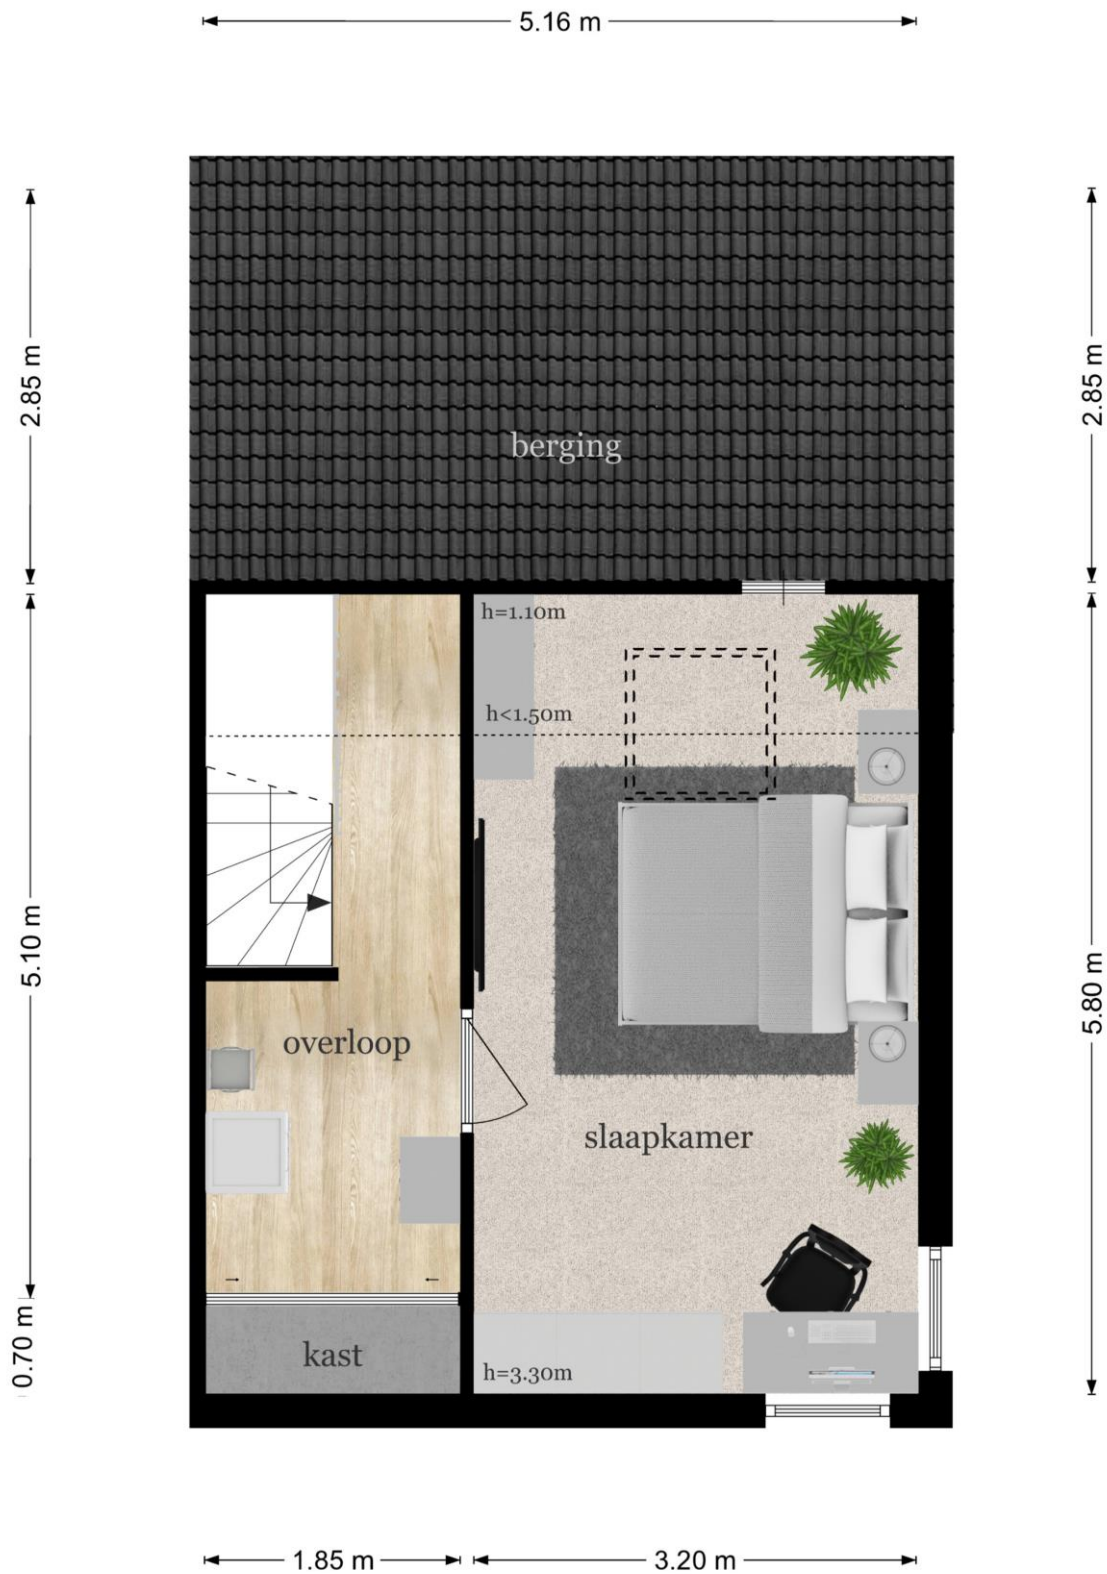 5.16 m
2.85 m
2.85 m
berging
h=1.10m
h<1.50m
5.10 m
5.80 m
overloop
slaapkamer
0.70 m
kast
h=3.30m
1.85 m
3.20 m